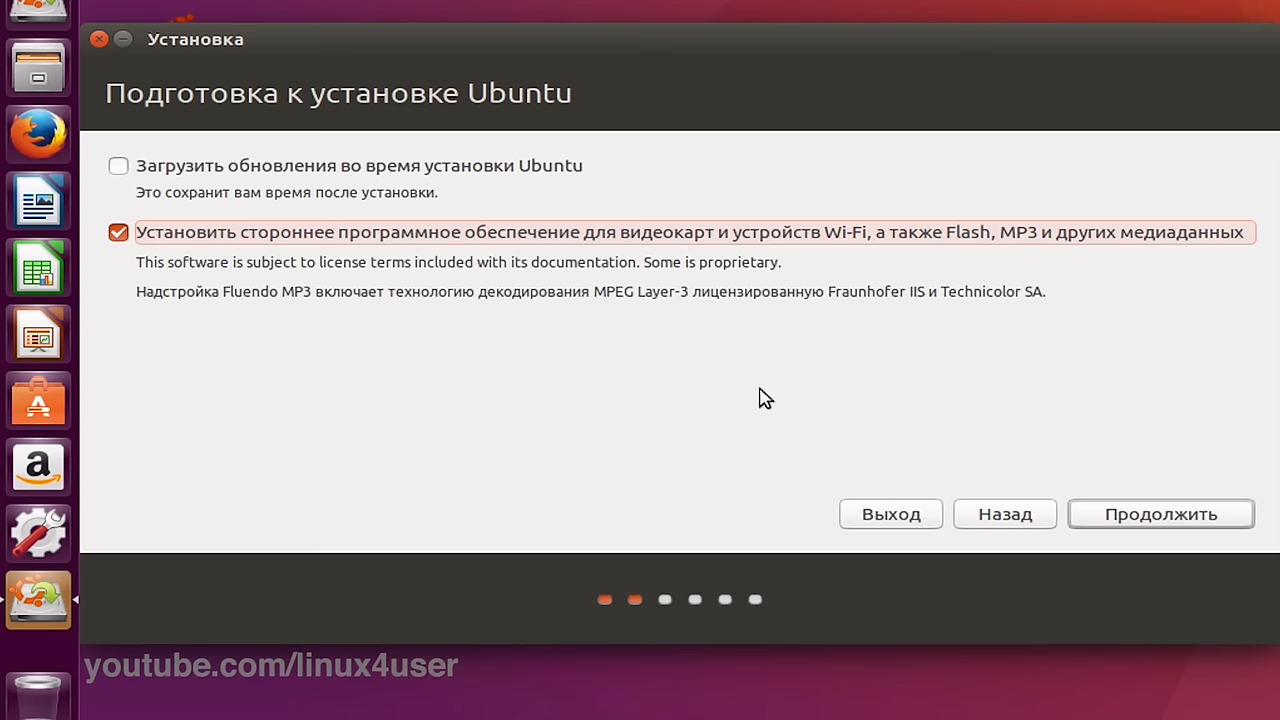 Установка
Подготовка к установке Ubuntu
Загрузить обновления во время установки Ubuntu
Это сохранит вам время после установки.
Установить стороннее программное обеспечение для видеокарт и устройств Wi-Fi, а также Flash, MP3 и других медиаданных
This software is subject to license terms included with its documentation. Some is proprietary.
Надстройка Fluendo MP3 включает технологию декодирования MPEG Layer-3 лицензированную Fraunhofer IIS и Technicolor SA.
Выход
Назад
Продолжить
youtube.com/linux4user